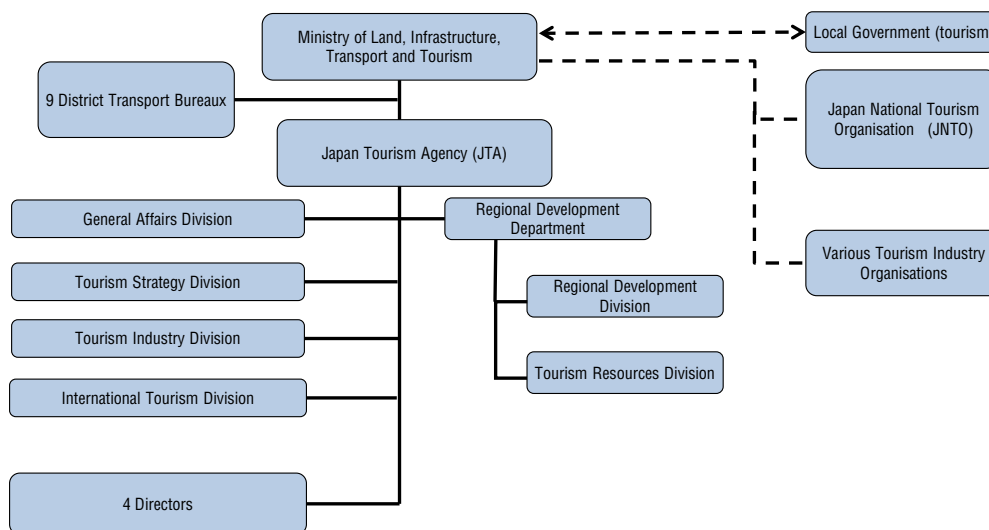 Ministry of Land, Infrastructure,
Transport and Tourism
Local Government (tourism
9 District Transport Bureaux
Japan National Tourism
Organisation (JNTO)
Japan Tourism Agency (JTA)
General Affairs Division
Regional Development
Department
Various Tourism Industry
Organisations
Tourism Strategy Division
Regional Development
Division
Tourism Industry Division
Tourism Resources Division
International Tourism Division
4 Directors